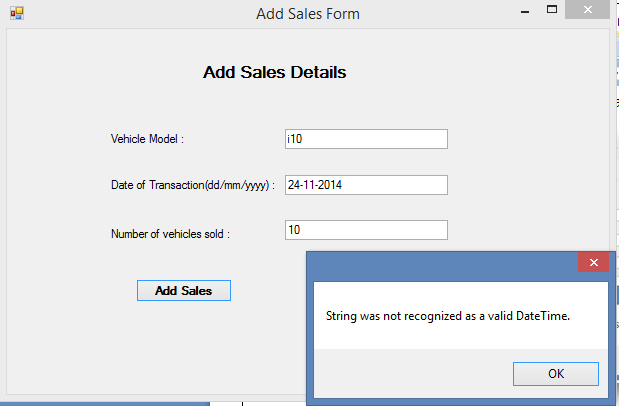 Add Sales Form
Add Sales Details
Vehicle Model :
i10
Date of Transaction(dd/mm/yyyy) :
24-11-2014
Number of vehicles sold :
10
Add Sales
String was not recognized as a valid DateTime.
OK